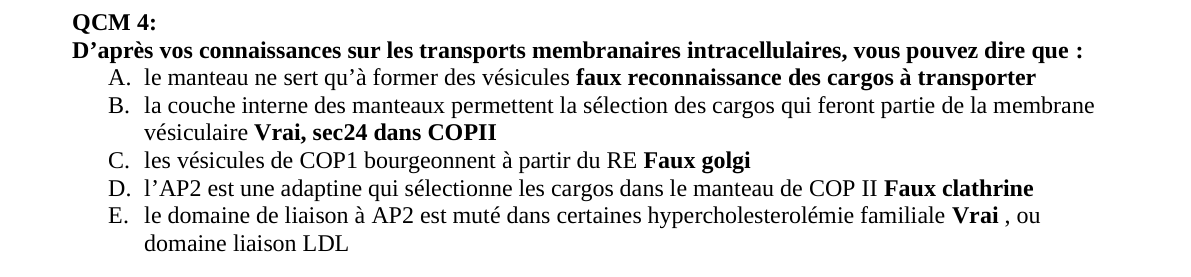 QCM 4:
D’après vos connaissances sur les transports membranaires intracellulaires, vous pouvez dire que :
A. le manteau ne sert qu’à former des vésicules faux reconnaissance des cargos à transporter
B. la couche interne des manteaux permettent la sélection des cargos qui feront partie de la membrane
vésiculaire Vrai, sec24 dans COPII
C. les vésicules de COP1 bourgeonnent à partir du RE Faux golgi
D. l’AP2 est une adaptine qui sélectionne les cargos dans le manteau de COP II Faux clathrine
E. le domaine de liaison à AP2 est muté dans certaines hypercholesterolémie familiale Vrai , ou
domaine liaison LDL